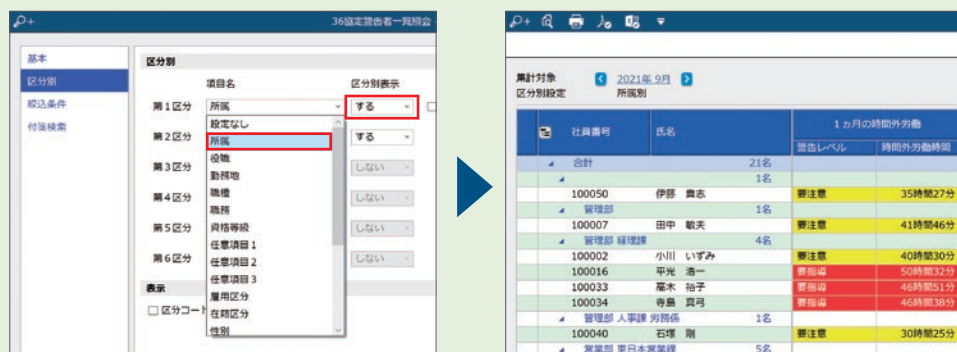 36協定警告者一覧照会 -
基本
区分別
絞込条件
付箋検索
区分別
項目名 区分別表示
第1区分 所属 する
設定なし
所属
役職
勤務地
職種
職務
資格等級
任意項目1
任意項目2
任意項目3
雇用区分
在籍区分
性別
第2区分 する
第3区分 しない
第4区分 しない
第5区分 しない
第6区分 しない
表示
区分コード
集計対象 2021年 9月
区分別設定 所属別
社員番号 氏名 1ヵ月の時間外労働
警告レベル 時間外労働時間
合計 21名
1名
100050 伊藤 貴志 要注意 35時間27分
管理部 1名
100007 田中 敏夫 要注意 41時間46分
管理部 経理課 4名
100002 小川 いずみ 要注意 40時間30分
100016 平光 浩一 要指導 50時間32分
100033 高木 裕子 要指導 46時間51分
100034 寺島 真弓 要指導 46時間38分
管理部 人事課 労務係 1名
100040 石塚 剛 要注意 30時間25分
営業部 東日本営業課 5名